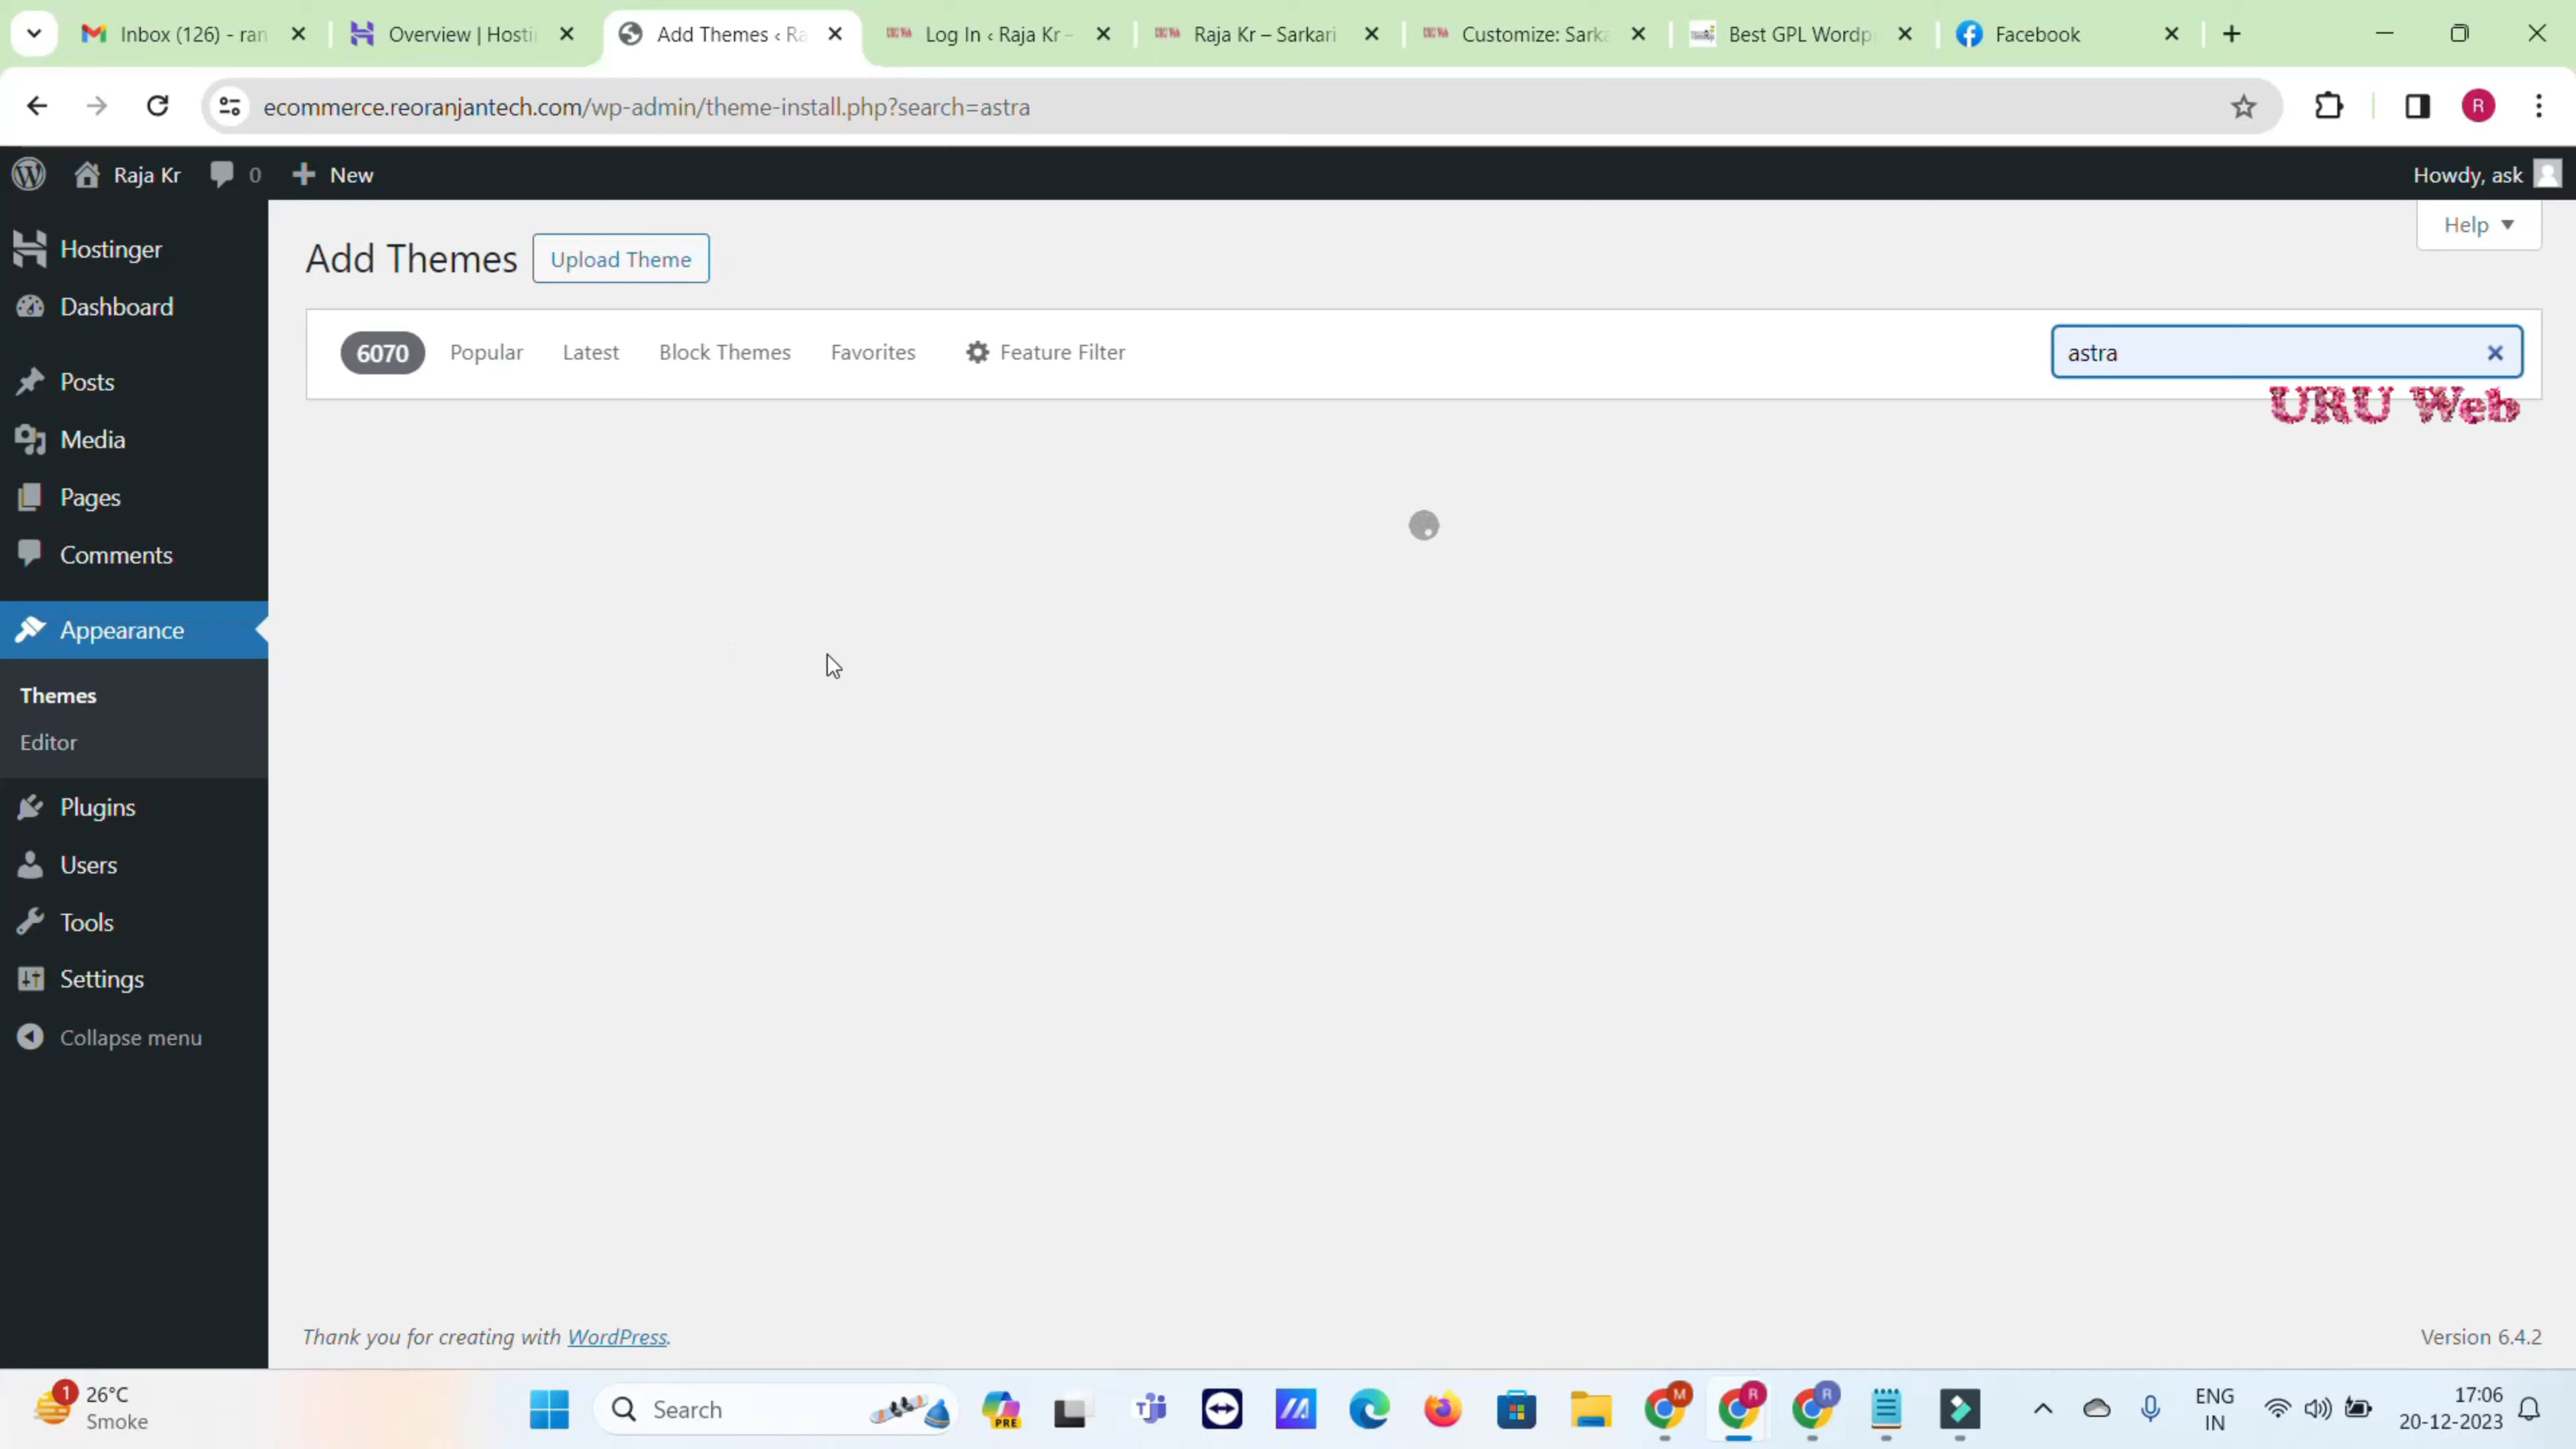 Inbox (126) - ran
Overview | Hosti
Add Themes ‹ Ra
Log In ‹ Raja Kr –
Raja Kr – Sarkari
Customize: Sarka
Best GPL Wordp
Facebook
ecommerce.reoranjantech.com/wp-admin/theme-install.php?search=astra
R
Raja Kr
0
New
Howdy, ask
Help
Hostinger
Dashboard
Posts
Media
Pages
Comments
Appearance
Themes
Editor
Plugins
Users
Tools
Settings
Collapse menu
Add Themes
Upload Theme
6070
Popular
Latest
Block Themes
Favorites
Feature Filter
astra
URU Web
Thank you for creating with WordPress.
Version 6.4.2
1
26°C
Smoke
Search
PRE
M
R
R
ENG
IN
17:06
20-12-2023